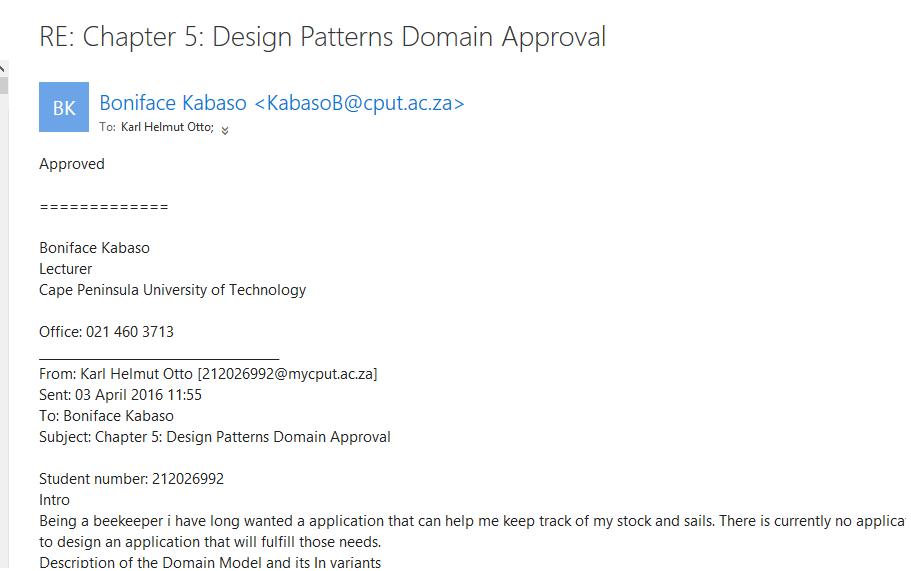 RE: Chapter 5: Design Patterns Domain Approval
BK
Boniface Kabaso <KabasoB@cput.ac.za>
To: Karl Helmut Otto;
Approved
=============
Boniface Kabaso
Lecturer
Cape Peninsula University of Technology
Office: 021 460 3713
________________________________
From: Karl Helmut Otto [212026992@mycput.ac.za]
Sent: 03 April 2016 11:55
To: Boniface Kabaso
Subject: Chapter 5: Design Patterns Domain Approval
Student number: 212026992
Intro
Being a beekeeper i have long wanted a application that can help me keep track of my stock and sails. There is currently no applica
to design an application that will fulfill those needs.
Description of the Domain Model and its In variants